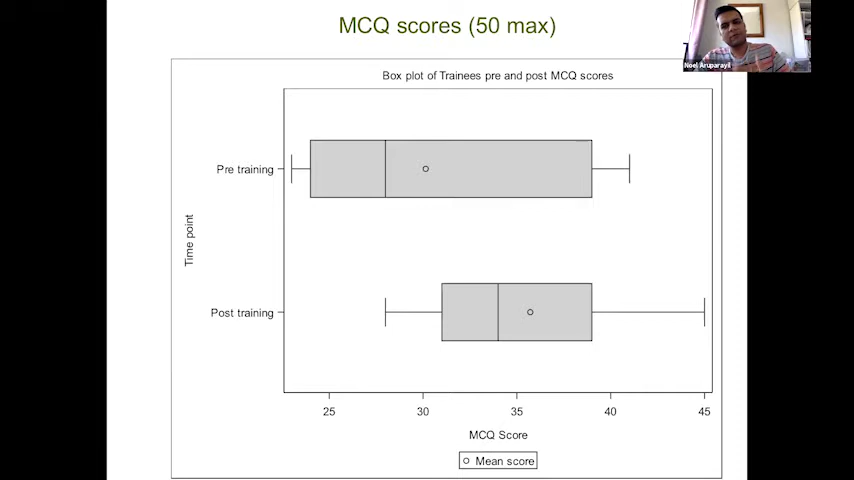 MCQ scores (50 max)
Noel Aruparayil
Box plot of Trainees pre and post MCQ scores
Pre training
Time point
Post training
25 30 35 40 45
MCQ Score
Mean score